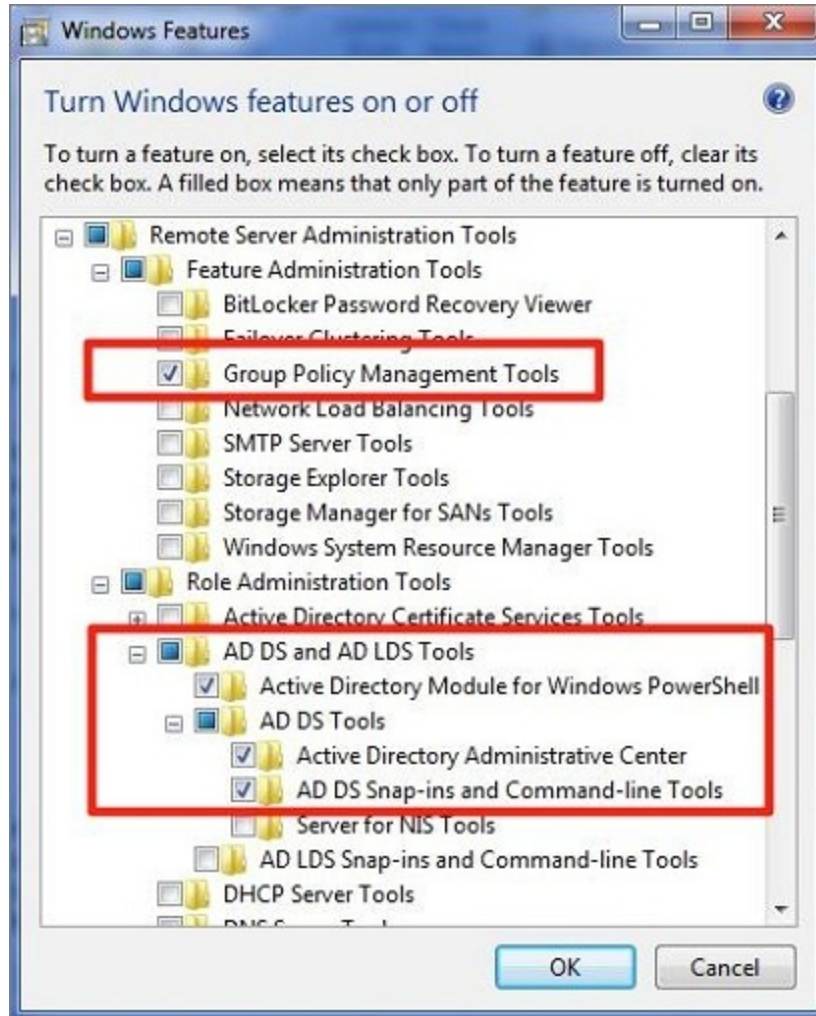 Windows Features
Turn Windows features on or off
To turn a feature on, select its check box. To turn a feature off, clear its
check box. A filled box means that only part of the feature is turned on.
Remote Server Administration Tools
Feature Administration Tools
BitLocker Password Recovery Viewer
Failover Clustering Tools
Group Policy Management Tools
Network Load Balancing Tools
SMTP Server Tools
Storage Explorer Tools
Storage Manager for SANs Tools
Windows System Resource Manager Tools
Role Administration Tools
Active Directory Certificate Services Tools
AD DS and AD LDS Tools
Active Directory Module for Windows PowerShell
AD DS Tools
Active Directory Administrative Center
AD DS Snap-ins and Command-line Tools
Server for NIS Tools
AD LDS Snap-ins and Command-line Tools
DHCP Server Tools
OK
Cancel